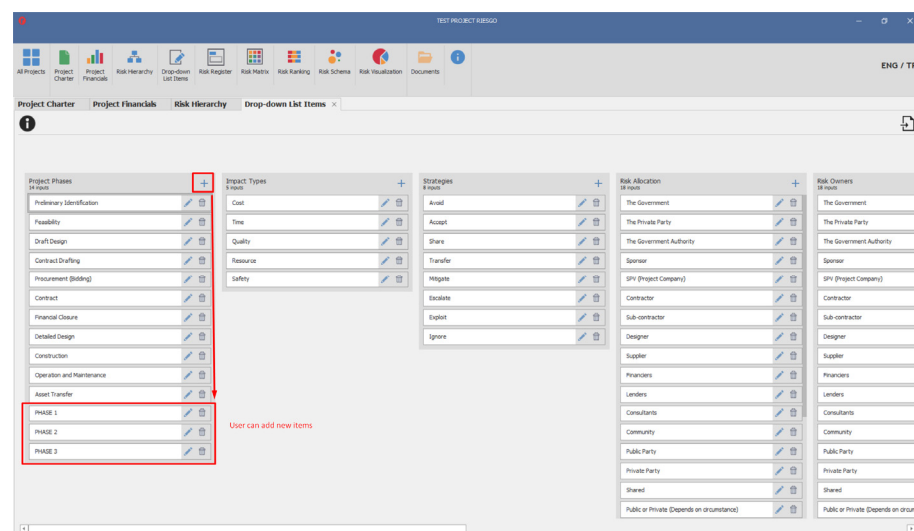 TEST PROJECT RIESGO
All Projects
Project Charter
Project Financials
Risk Hierarchy
Drop-down List Items
Risk Register
Risk Matrix
Risk Ranking
Risk Schema
Risk Visualization
Documents
ENG / TR
Project Charter Project Financials Risk Hierarchy Drop-down List Items ×
Project Phases
14 inputs
Preliminary Identification
Feasibility
Draft Design
Contract Drafting
Procurement (Bidding)
Contract
Financial Closure
Detailed Design
Construction
Operation and Maintenance
Asset Transfer
PHASE 1
PHASE 2
PHASE 3
User can add new items
Impact Types
5 inputs
Cost
Time
Quality
Resource
Safety
Strategies
8 inputs
Avoid
Accept
Share
Transfer
Mitigate
Escalate
Exploit
Ignore
Risk Allocation
18 inputs
The Government
The Private Party
The Government Authority
Sponsor
SPV (Project Company)
Contractor
Sub-contractor
Designer
Supplier
Financiers
Lenders
Consultants
Community
Public Party
Private Party
Shared
Public or Private (Depends on circumstance)
Risk Owners
18 inputs
The Government
The Private Party
The Government Authority
Sponsor
SPV (Project Company)
Contractor
Sub-contractor
Designer
Supplier
Financiers
Lenders
Consultants
Community
Public Party
Private Party
Shared
Public or Private (Depends on